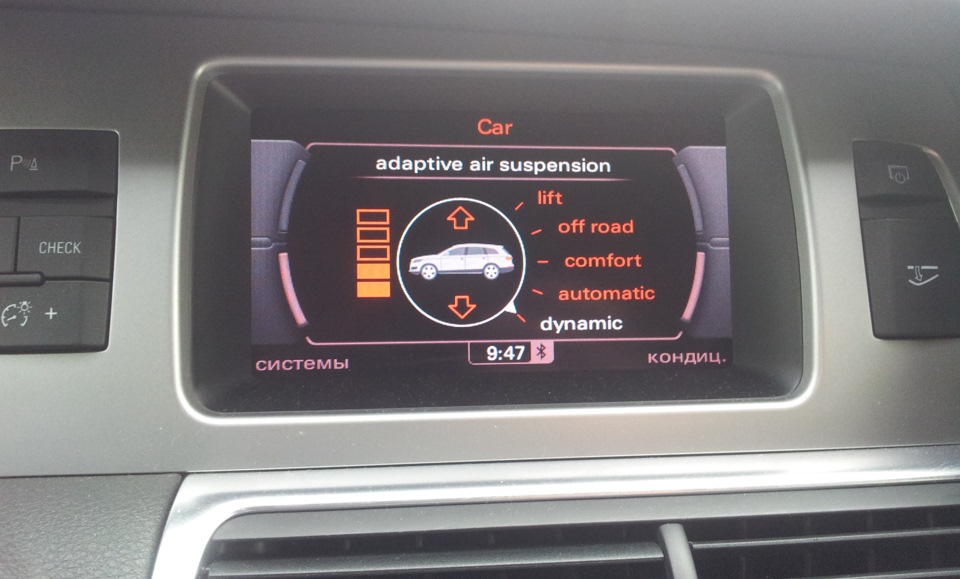 Car
adaptive air suspension
lift
off road
comfort
automatic
dynamic
системы
9:47
кондиц.
P
CHECK
+